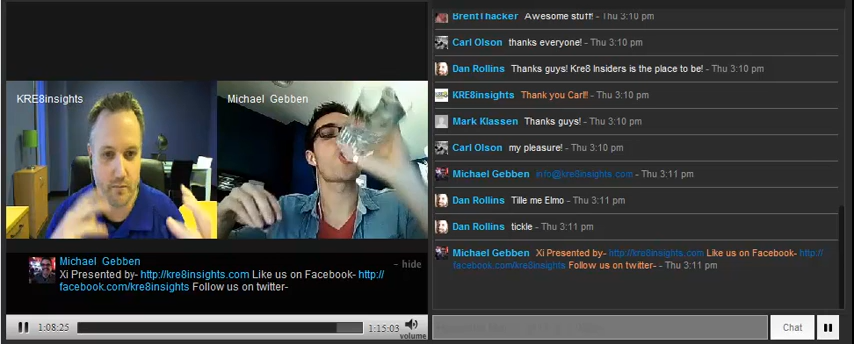 KRE8insights
Michael Gebben
Michael Gebben
– hide
Xi Presented by- http://kre8insights.com Like us on Facebook- http://
facebook.com/kre8insights Follow us on twitter-
1:08:25
1:15:03
volume
BrentThacker Awesome stuff! - Thu 3:10 pm
Carl Olson thanks everyone! - Thu 3:10 pm
Dan Rollins Thanks guys! Kre8 Insiders is the place to be! - Thu 3:10 pm
KRE8insights Thank you Carl! - Thu 3:10 pm
Mark Klassen Thanks guys! - Thu 3:10 pm
Carl Olson my pleasure! - Thu 3:10 pm
Michael Gebben info@kre8insights.com - Thu 3:11 pm
Dan Rollins Tille me Elmo - Thu 3:11 pm
Dan Rollins tickle - Thu 3:11 pm
Michael Gebben Xi Presented by- http://kre8insights.com Like us on Facebook- http://
facebook.com/kre8insights Follow us on twitter- - Thu 3:11 pm
Chat